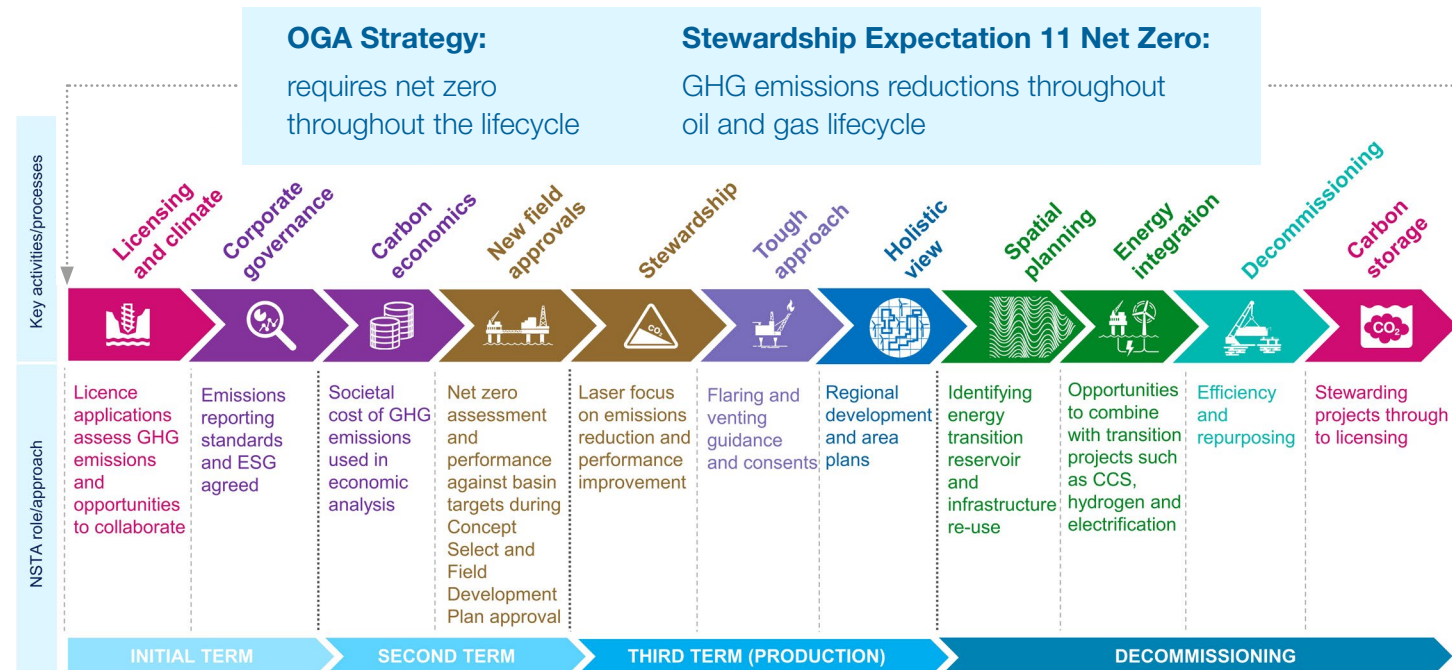 OGA Strategy:
requires net zero
throughout the lifecycle
Stewardship Expectation 11 Net Zero:
GHG emissions reductions throughout
oil and gas lifecycle
Key activities/processes
Licensing
and climate
Corporate
governance
Carbon
economics
New field
approvals
Stewardship
Tough
approach
Holistic
view
Spatial
planning
Energy
integration
Decommissioning
Carbon
storage
CO2
CO2
NSTA role/approach
Licence
applications
assess GHG
emissions
and
opportunities
to collaborate
Emissions
reporting
standards
and ESG
agreed
Societal
cost of GHG
emissions
used in
economic
analysis
Net zero
assessment
and
performance
against basin
targets during
Concept
Select and
Field
Development
Plan approval
Laser focus
on emissions
reduction and
performance
improvement
Flaring and
venting
guidance
and consents
Regional
development
and area
plans
Identifying
energy
transition
reservoir
and
infrastructure
re-use
Opportunities
to combine
with transition
projects such
as CCS,
hydrogen and
electrification
Efficiency
and
repurposing
Stewarding
projects through
to licensing
INITIAL TERM
SECOND TERM
THIRD TERM (PRODUCTION)
DECOMMISSIONING